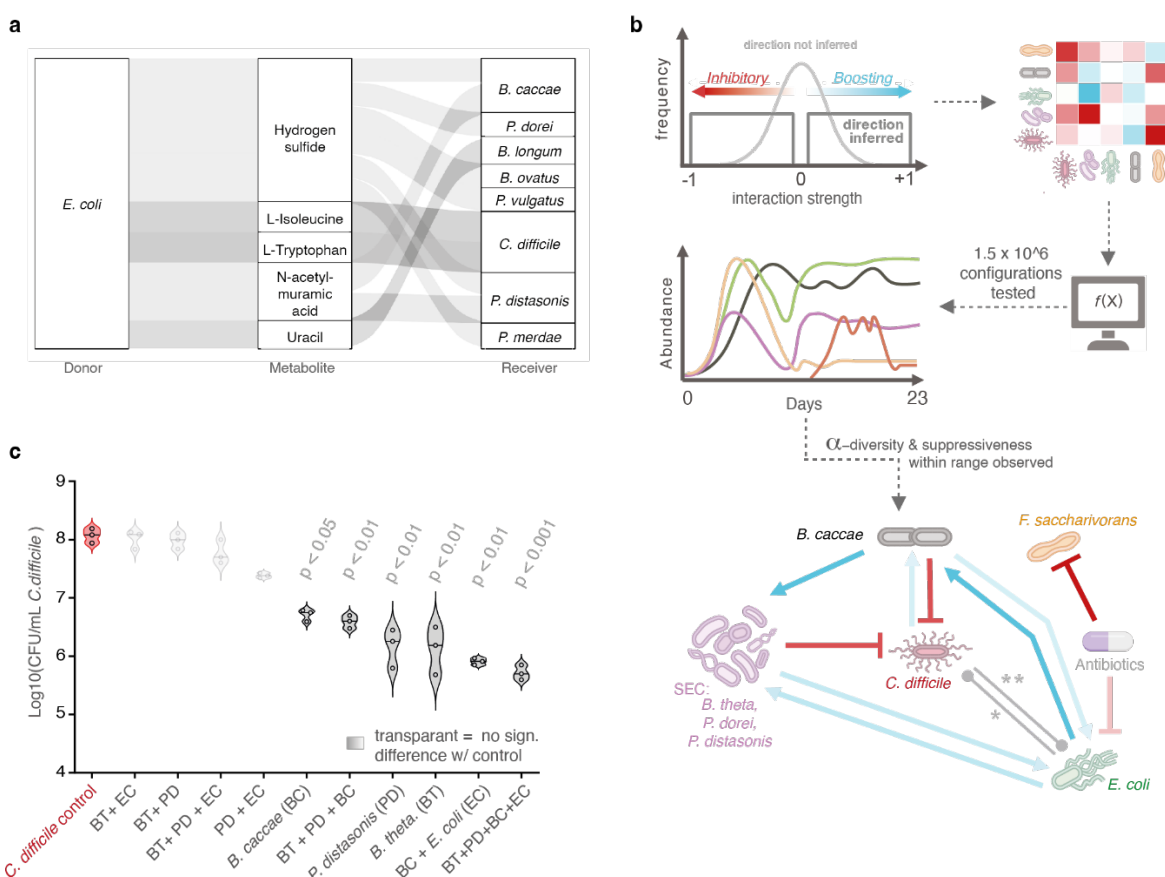 a
E. coli
Hydrogen
sulfide
L-Isoleucine
L-Tryptophan
N-acetyl-
muramic
acid
Uracil
B. caccae
P. dorei
B. longum
B. ovatus
P. vulgatus
C. difficile
P. distasonis
P. merdae
Donor
Metabolite
Receiver
b
direction not inferred
Inhibitory
Boosting
frequency
direction
inferred
-1
0
+1
interaction strength
1.5 x 10^6
configurations
tested
f(X)
Abundance
0
Days
23
α-diversity & suppressiveness
within range observed
B. caccae
F. saccharivorans
Antibiotics
C. difficile
SEC:
B. theta,
P. dorei,
P. distasonis
**
*
E. coli
c
Log10(CFU/mL C.difficile )
9
8
7
6
5
4
p < 0.05
p < 0.01
p < 0.01
p < 0.01
p < 0.01
p < 0.001
transparant = no sign.
difference w/ control
C. difficile control
BT+ EC
BT+ PD
BT+ PD + EC
PD + EC
B. caccae (BC)
BT + PD + BC
P. distasonis (PD)
B. theta. (BT)
BC + E. coli (EC)
BT+PD+BC+EC